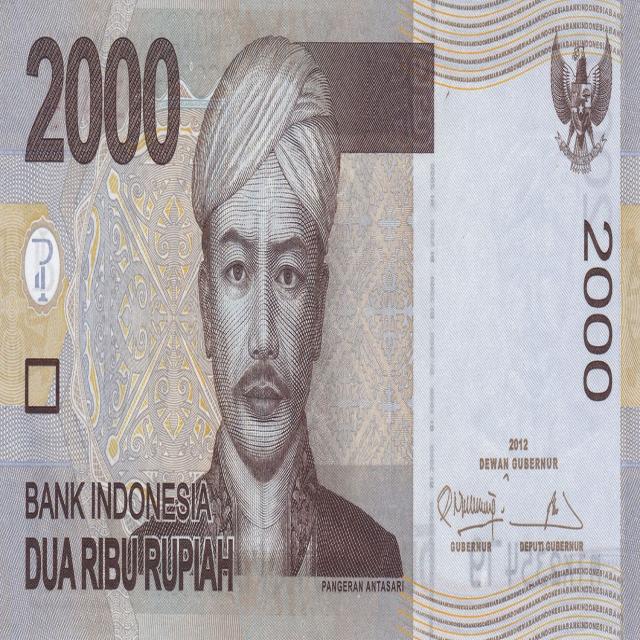 2000
2000
2012
DEWAN GUBERNUR
GUBERNUR
DEPUTI GUBERNUR
BANK INDONESIA
DUA RIBU RUPIAH
PANGERAN ANTASARI